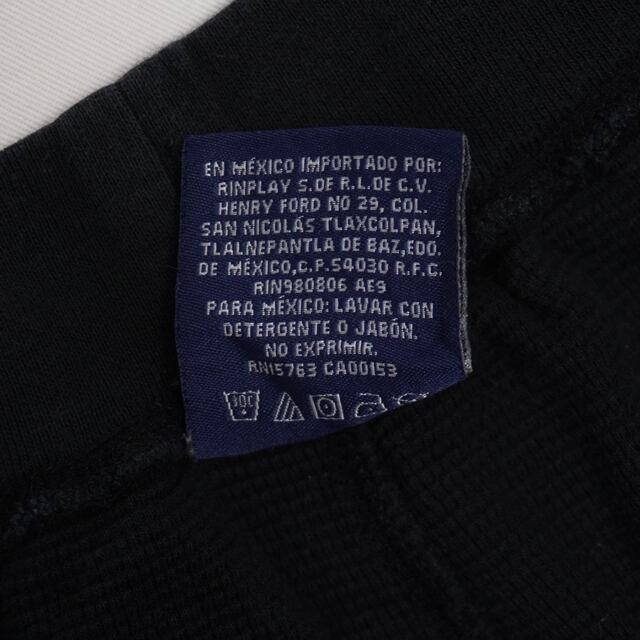 EN MÉXICO IMPORTADO POR:
RINPLAY S.DE R.L.DE C.V.
HENRY FORD NO 29, COL.
SAN NICOLÁS TLAXCOLPAN,
TLALNEPANTLA DE BAZ,EDO.
DE MÉXICO,C.P.54030 R.F.C.
RIN980806 AE9
PARA MÉXICO: LAVAR CON
DETERGENTE O JABÓN.
NO EXPRIMIR.
RN15763 CA00153